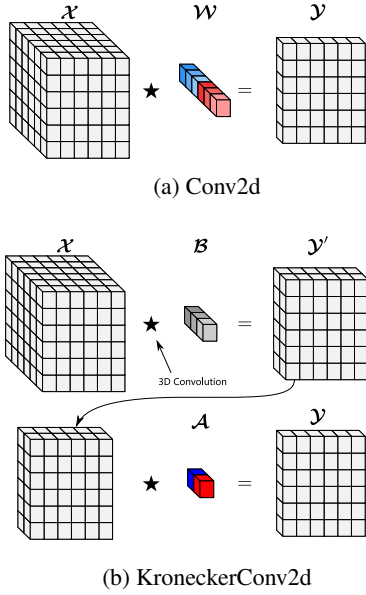 𝓧 𝓦 𝓨
★ =
(a) Conv2d
𝓧 𝓑 𝓨′
★ =
3D Convolution
𝓐 𝓨
★ =
(b) KroneckerConv2d